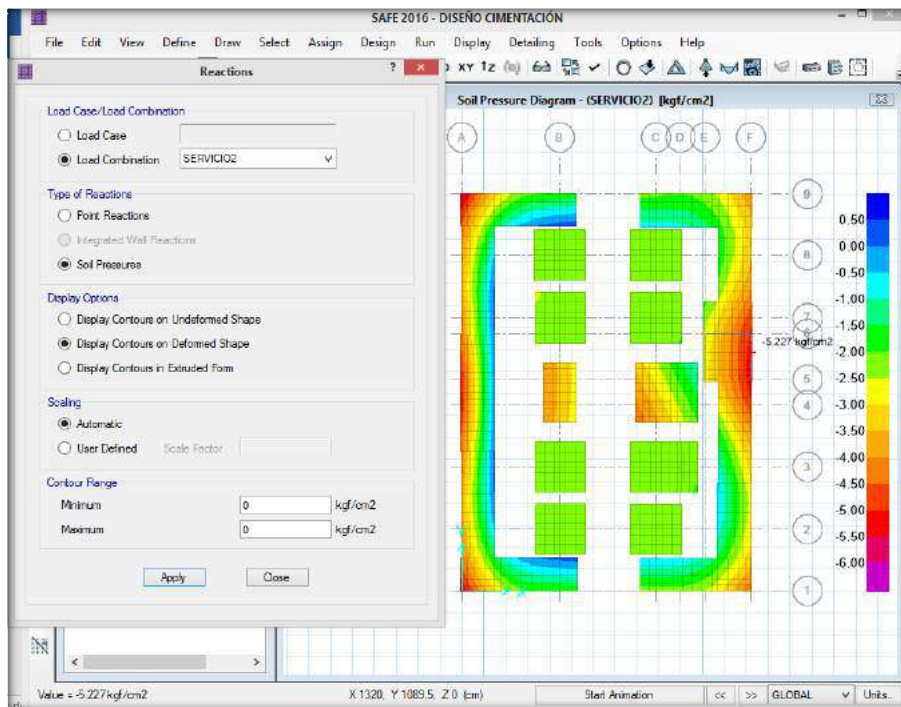 SAFE 2016 - DISEÑO CIMENTACIÓN
File Edit View Define Draw Select Assign Design Run Display Detailing Tools Options Help
Reactions
? ×
XY
Load Case/Load Combination
Load Case
Load Combination SERVICIO2
Type of Reactions
Point Reactions
Integrated Wall Reactions
Soil Pressures
Display Options
Display Contours on Undeformed Shape
Display Contours on Deformed Shape
Display Contours in Extruded Form
Scaling
Automatic
User Defined Scale Factor
Contour Range
Minimum 0 kgf/cm2
Maximum 0 kgf/cm2
Apply Close
Soil Pressure Diagram - (SERVICIO2) [kgf/cm2]
A B C D E F
9
8
7
6
-5.227 kgf/cm2
5
4
3
2
1
0.50
0.00
-0.50
-1.00
-1.50
-2.00
-2.50
-3.00
-3.50
-4.00
-4.50
-5.00
-5.50
-6.00
Value = -5.227 kgf/cm2 X 1320, Y 1089.5, Z 0 (cm) Start Animation << >> GLOBAL Units...